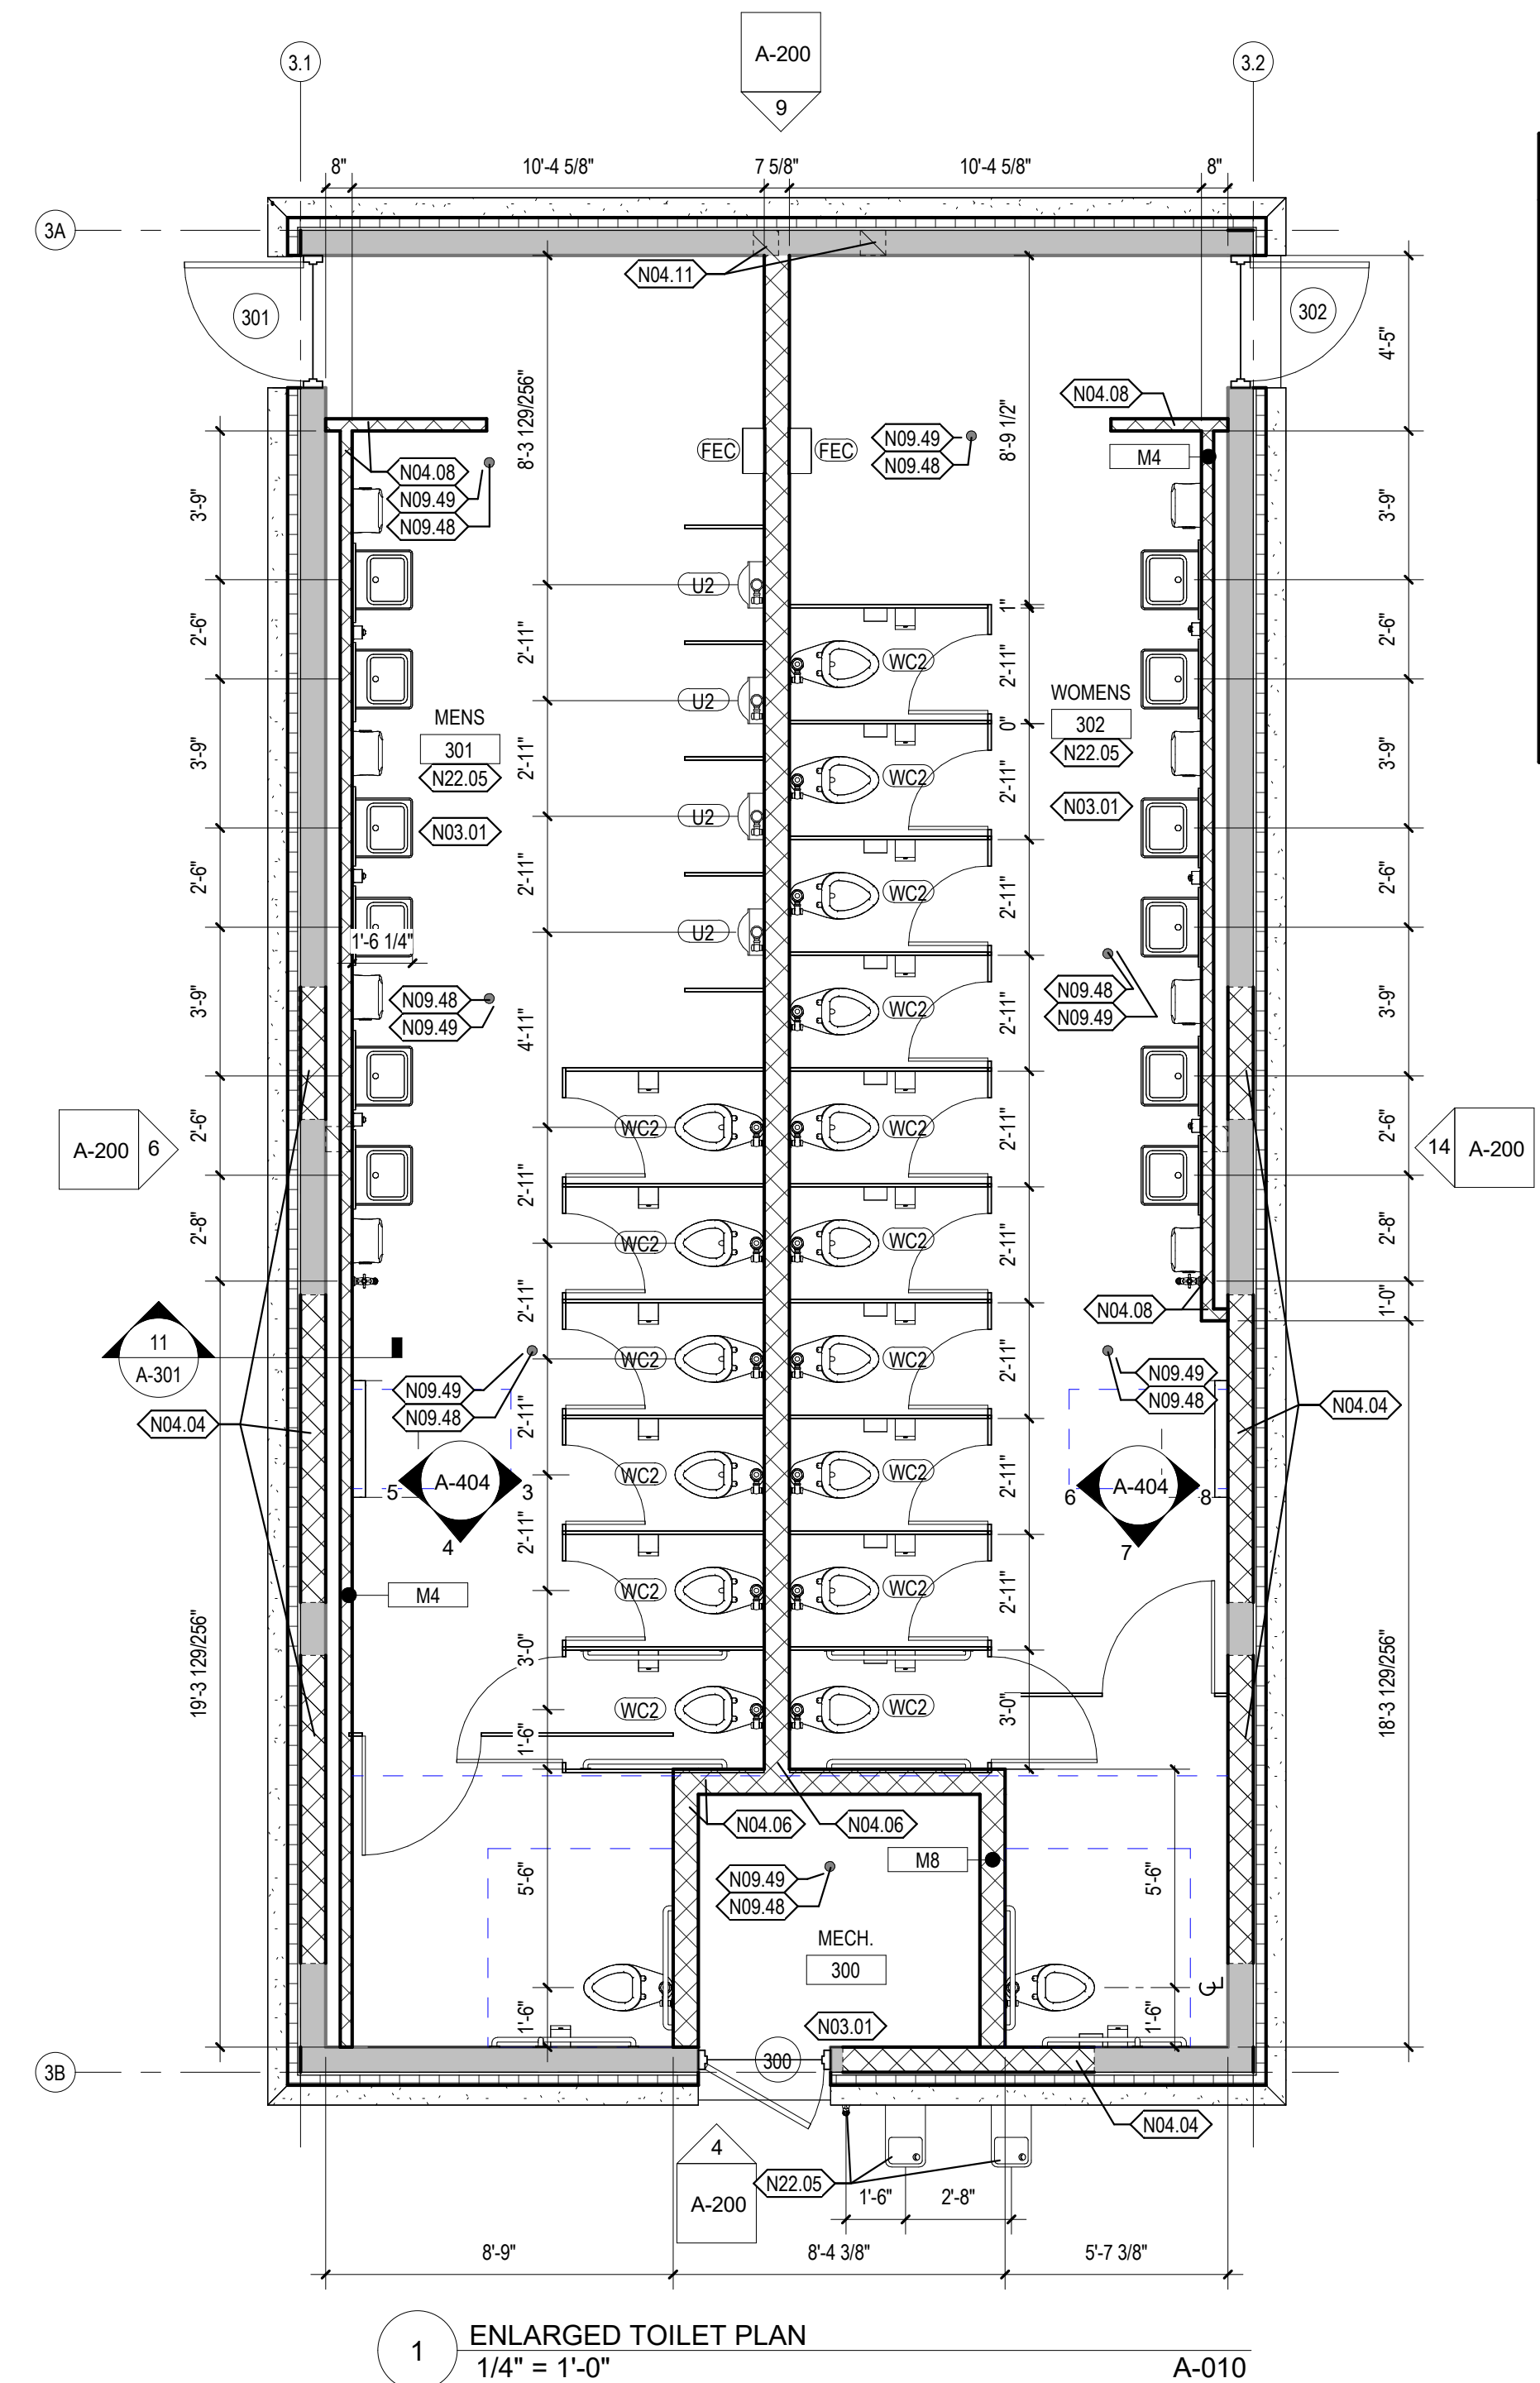 A-200
9
3.1
3.2
8"
10'-4 5/8"
7 5/8"
10'-4 5/8"
8"
3A
N04.11
301
302
4'-5"
8'-3 129/256"
8'-9 1/2"
N04.08
FEC
FEC
N09.49
N09.48
M4
N04.08
N09.49
N09.48
3'-9"
3'-9"
U2
1"
2'-6"
2'-11"
WC2
2'-11"
2'-6"
U2
WOMENS
302
N22.05
MENS
301
N22.05
0"
3'-9"
2'-11"
WC2
2'-11"
3'-9"
N03.01
U2
N03.01
2'-6"
2'-11"
WC2
2'-11"
2'-6"
U2
1'-6 1/4"
N09.48
N09.49
N09.48
N09.49
3'-9"
4'-11"
WC2
2'-11"
3'-9"
A-200
6
2'-6"
WC2
WC2
2'-11"
2'-6"
14
A-200
2'-8"
2'-11"
WC2
WC2
2'-11"
2'-8"
11
A-301
2'-11"
N04.08
1'-0"
WC2
WC2
2'-11"
N09.49
N09.48
N09.49
N09.48
N04.04
2'-11"
N04.04
5
A-404
3
4
WC2
WC2
2'-11"
6
A-404
8
7
2'-11"
M4
WC2
WC2
2'-11"
19'-3 129/256"
3'-0"
18'-3 129/256"
WC2
WC2
3'-0"
1'-6"
N04.06
N04.06
5'-6"
N09.49
N09.48
M8
5'-6"
MECH.
300
CL
1'-6"
N03.01
1'-6"
3B
300
N04.04
4
A-200
N22.05
1'-6"
2'-8"
8'-9"
8'-4 3/8"
5'-7 3/8"
1
ENLARGED TOILET PLAN
1/4" = 1'-0"
A-010